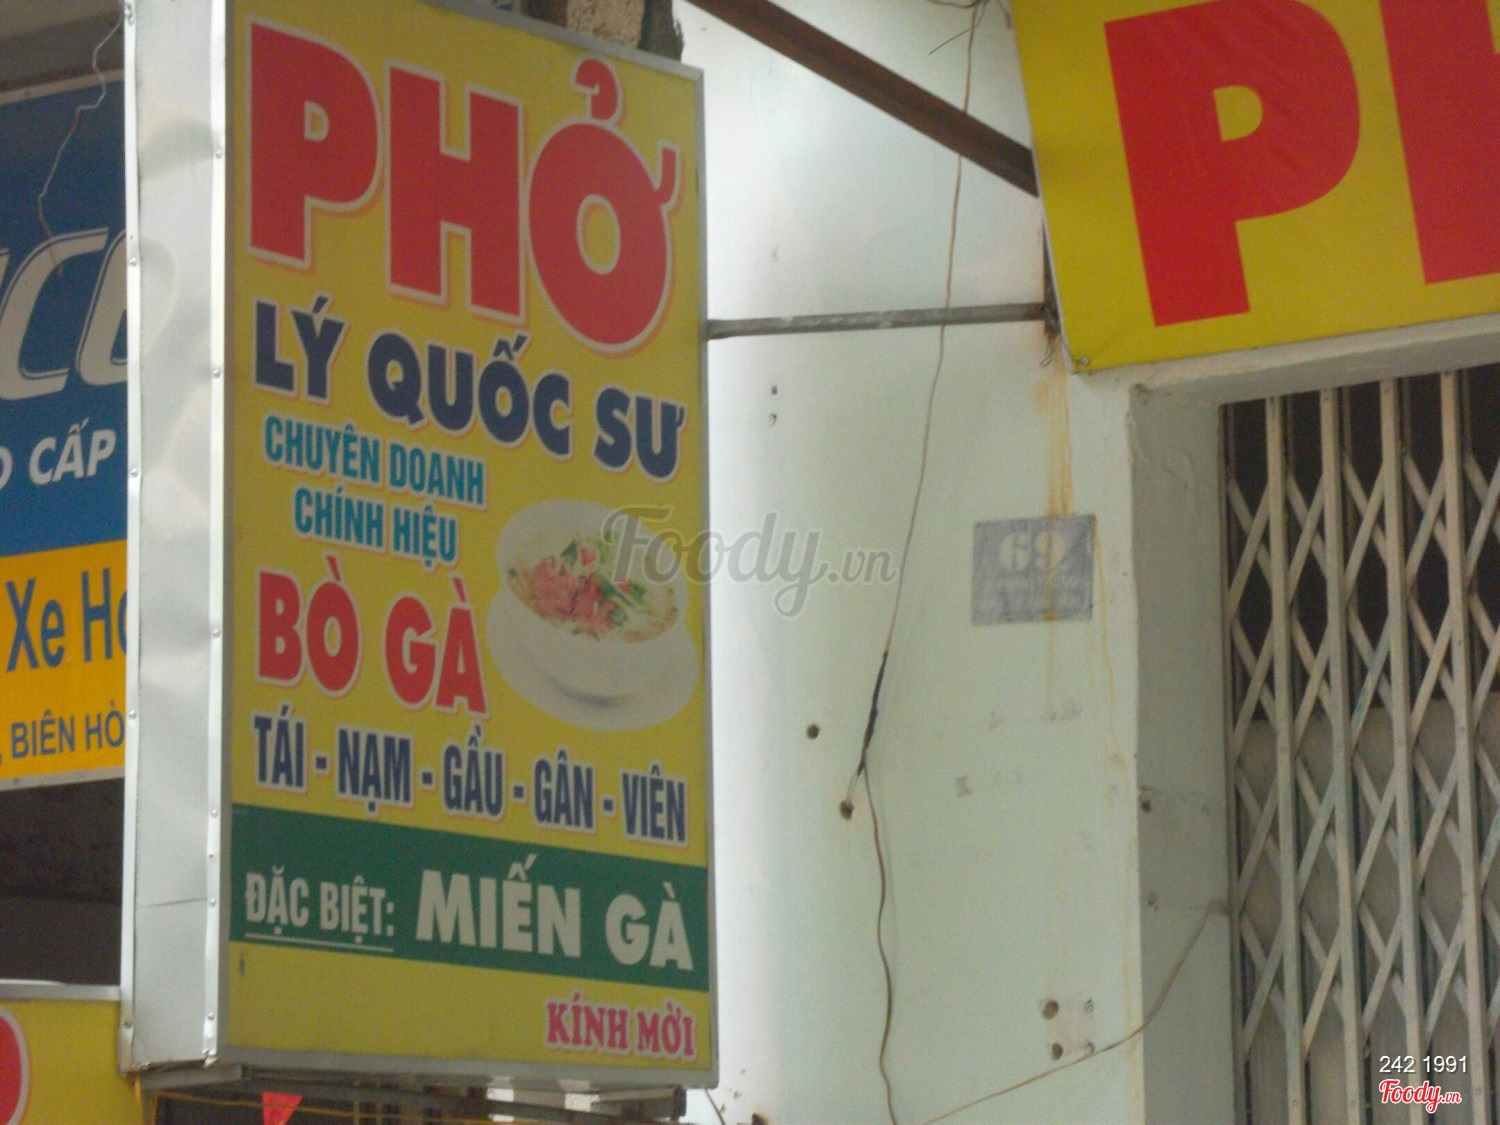 PHỞ
LÝ QUỐC SƯ
CHUYÊN DOANH
CHÍNH HIỆU
BÒ GÀ
TÁI - NẠM - GẦU - GÂN - VIÊN
ĐẶC BIỆT: MIẾN GÀ
KÍNH MỜI
CẤP
Xe
BIÊN HÒ
69
Foody.vn
242 1991
Foody.vn